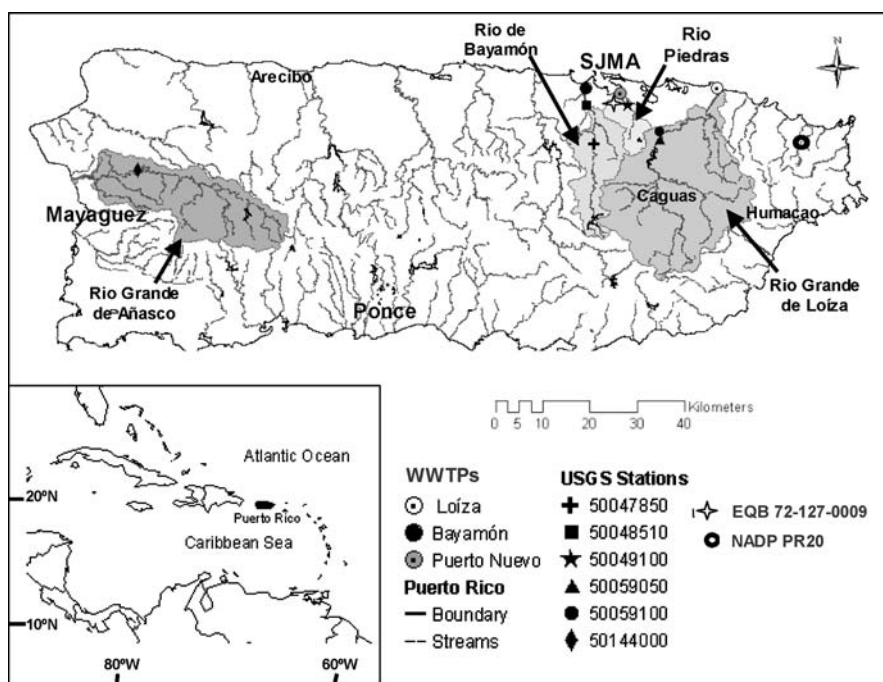 Rio de
Bayamón
SJMA
Rio
Piedras
N
Arecibo
Mayaguez
Caguas
Humacao
Rio Grande
de Añasco
Ponce
Rio Grande
de Loíza
0 5 10 20 30 40
Kilometers
Atlantic Ocean
20ºN
Puerto Rico
Caribbean Sea
10ºN
80ºW
60ºW
WWTPs
Loíza
Bayamón
Puerto Nuevo
Puerto Rico
Boundary
Streams
USGS Stations
50047850
50048510
50049100
50059050
50059100
50144000
EQB 72-127-0009
NADP PR20